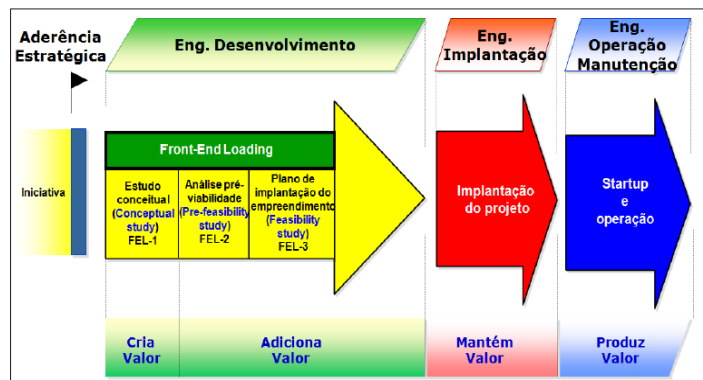 Aderência
Estratégica
Eng. Desenvolvimento
Eng.
Implantação
Eng.
Operação
Manutenção
Iniciativa
Front-End Loading
Estudo
conceitual
(Conceptual
study)
FEL-1
Análise pré-
viabilidade
(Pre-feasibility
study)
FEL-2
Plano de
implantação do
empreendimento
(Feasibility
study)
FEL-3
Implantação
do projeto
Startup
e
operação
Cria
Valor
Adiciona
Valor
Mantém
Valor
Produz
Valor